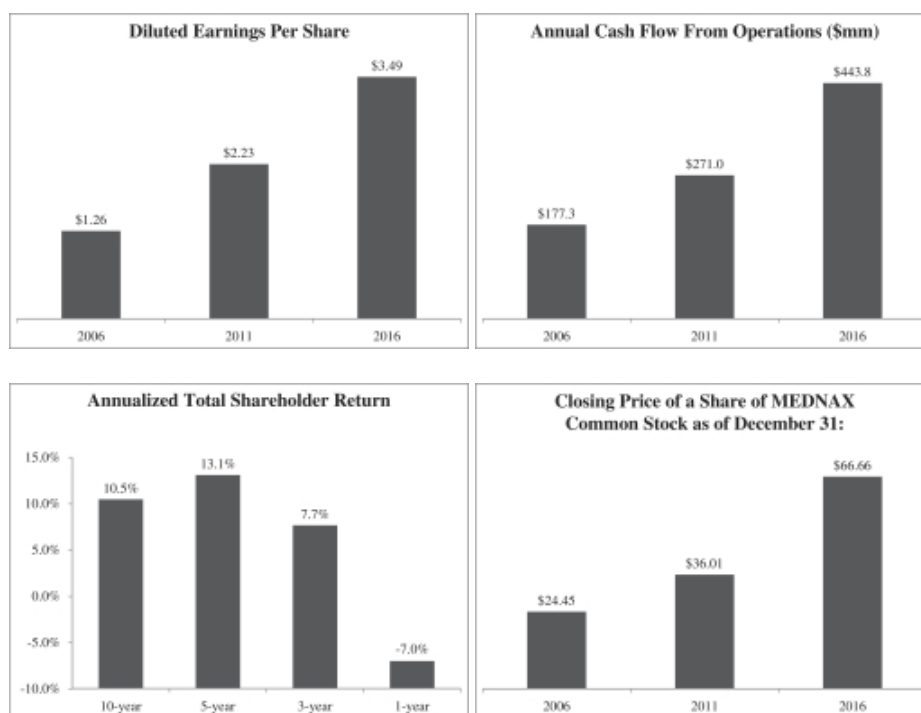 Diluted Earnings Per Share
$3.49
$2.23
$1.26
2006 2011 2016
Annual Cash Flow From Operations ($mm)
$443.8
$271.0
$177.3
2006 2011 2016
Annualized Total Shareholder Return
15.0%
13.1%
10.5%
10.0%
7.7%
5.0%
0.0%
-5.0%
-7.0%
-10.0%
10-year 5-year 3-year 1-year
Closing Price of a Share of MEDNAX
Common Stock as of December 31:
$66.66
$36.01
$24.45
2006 2011 2016